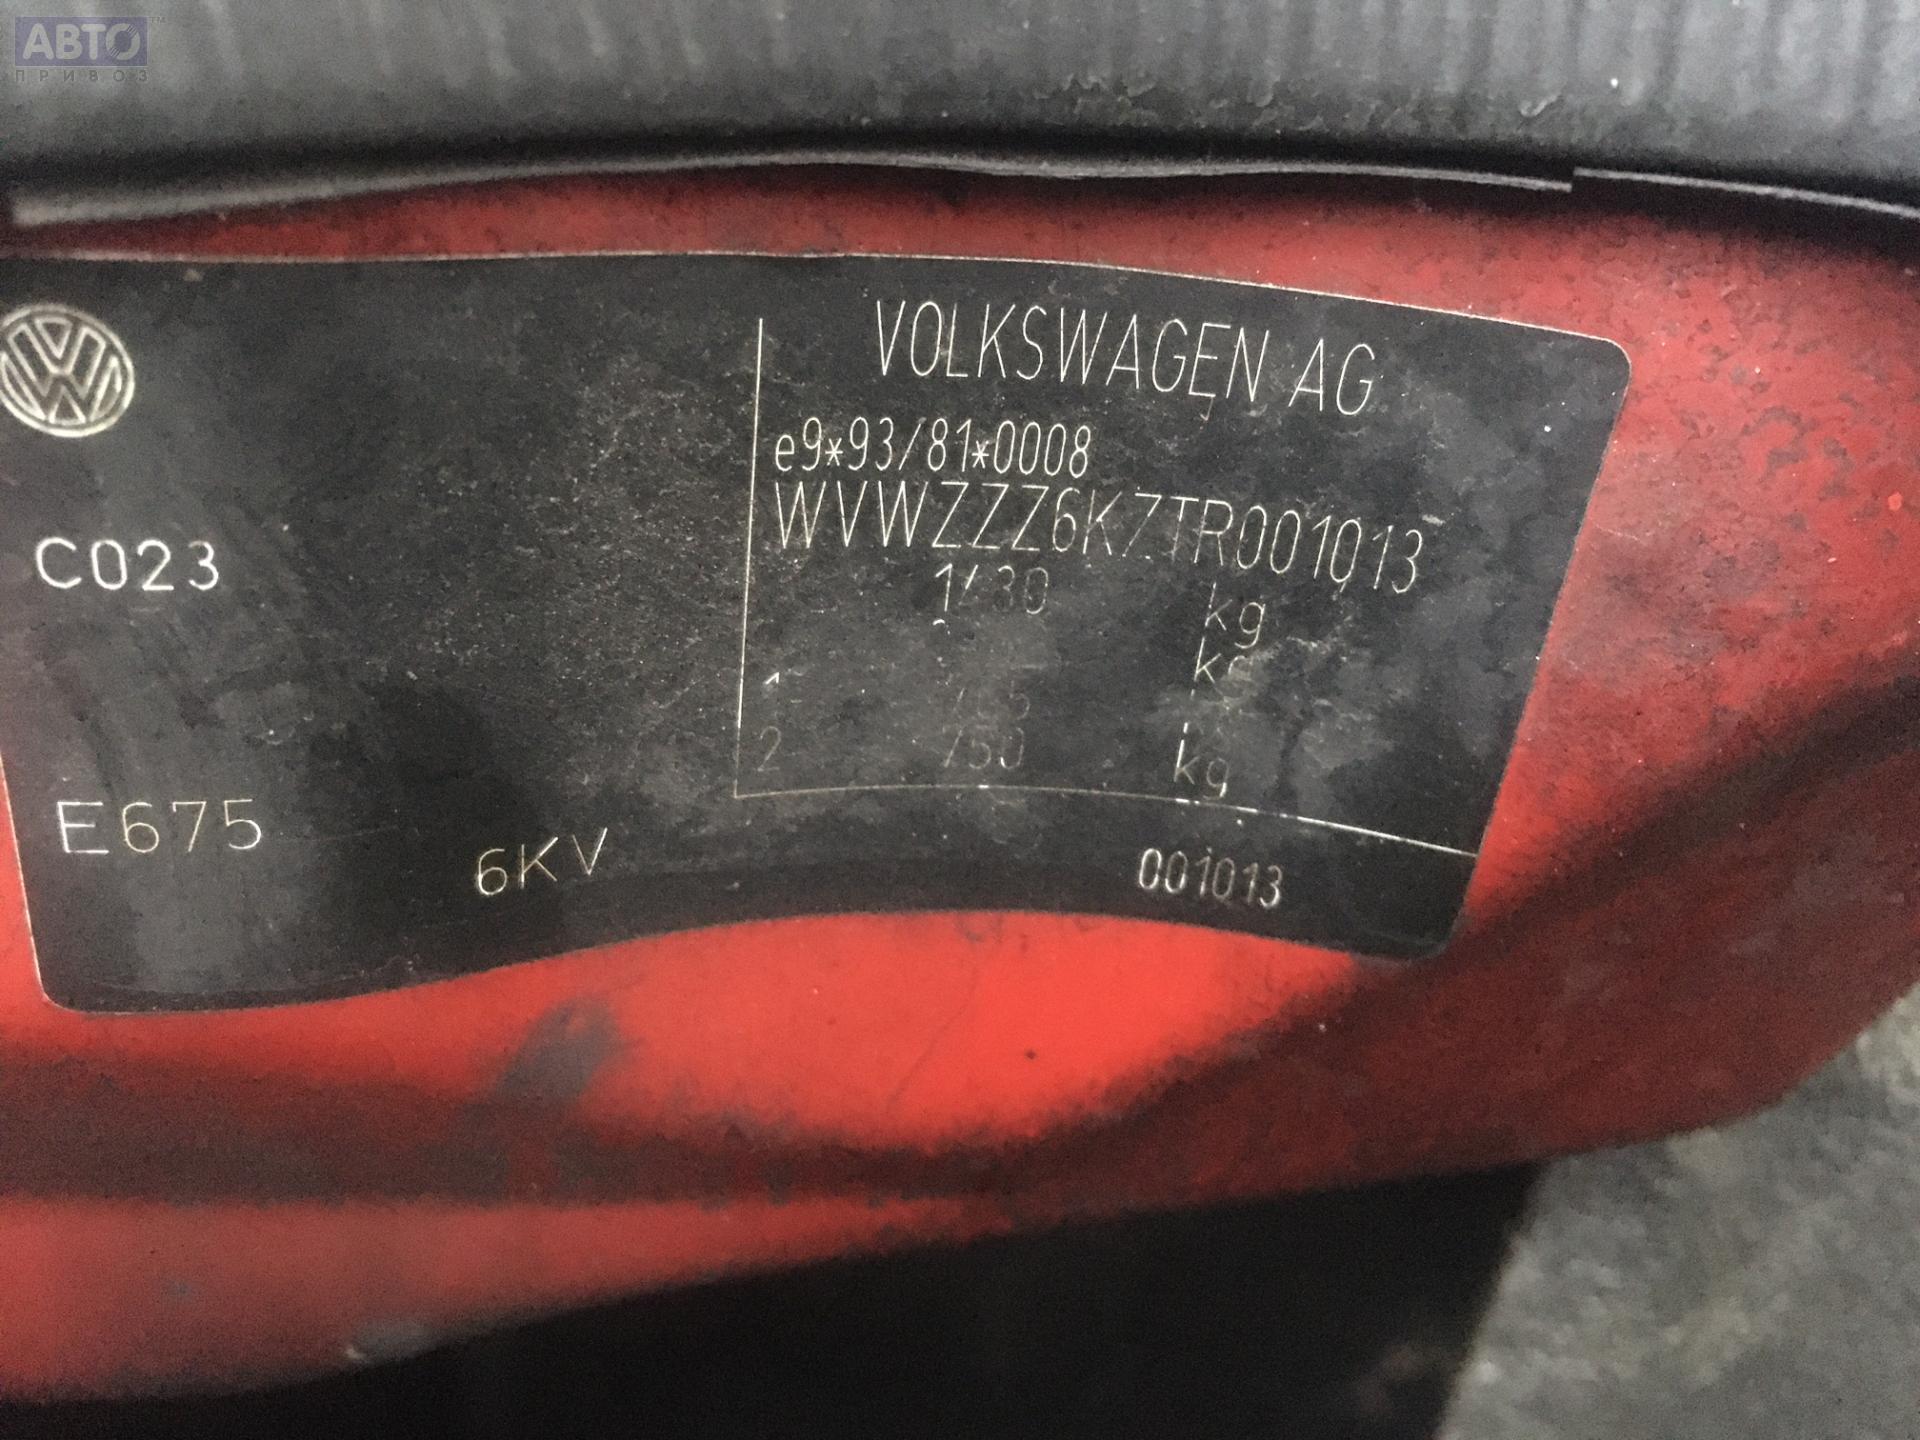 АВТО
ПРИВОЗ
VOLKSWAGEN AG
e9*93/81*0008
WVWZZZ6KZTR001013
kg
C023
2 750 kg
E675
6KV
001013